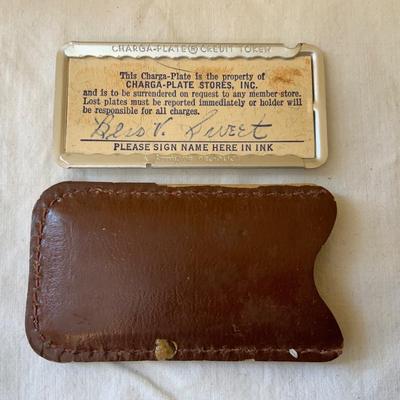 CHARGA-PLATE® CREDIT TOKEN
This Charga-Plate is the property of
CHARGA-PLATE STORES, INC.
and is to be surrendered on request to any member store.
Lost plates must be reported immediately or holder will
be responsible for all charges.
V. Sweet
PLEASE SIGN NAME HERE IN INK